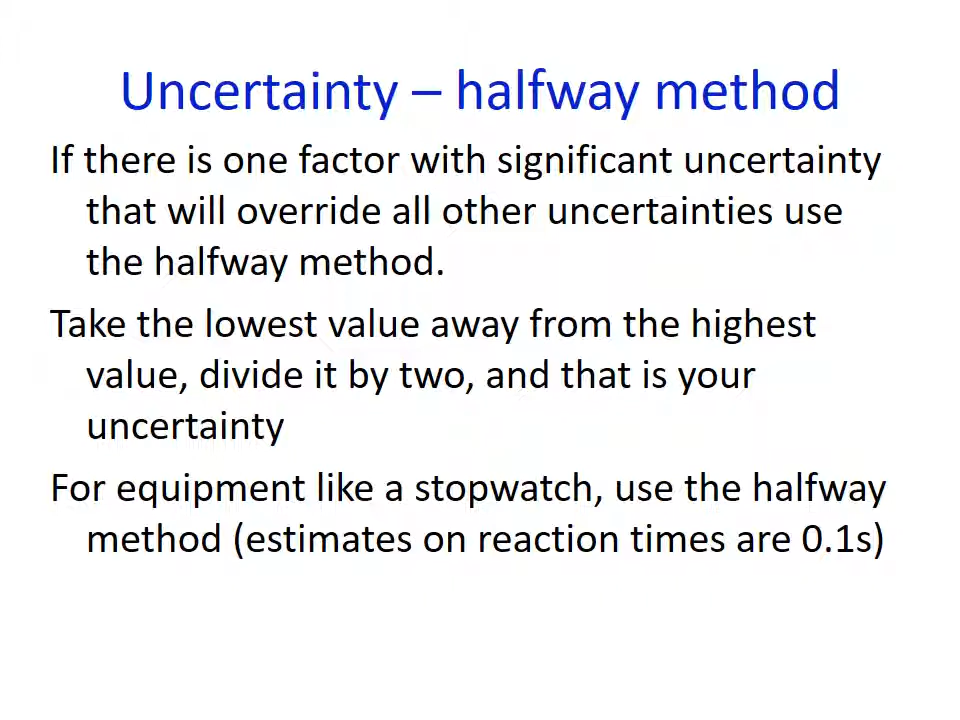 Uncertainty – halfway method
If there is one factor with significant uncertainty
that will override all other uncertainties use
the halfway method.
Take the lowest value away from the highest
value, divide it by two, and that is your
uncertainty
For equipment like a stopwatch, use the halfway
method (estimates on reaction times are 0.1s)